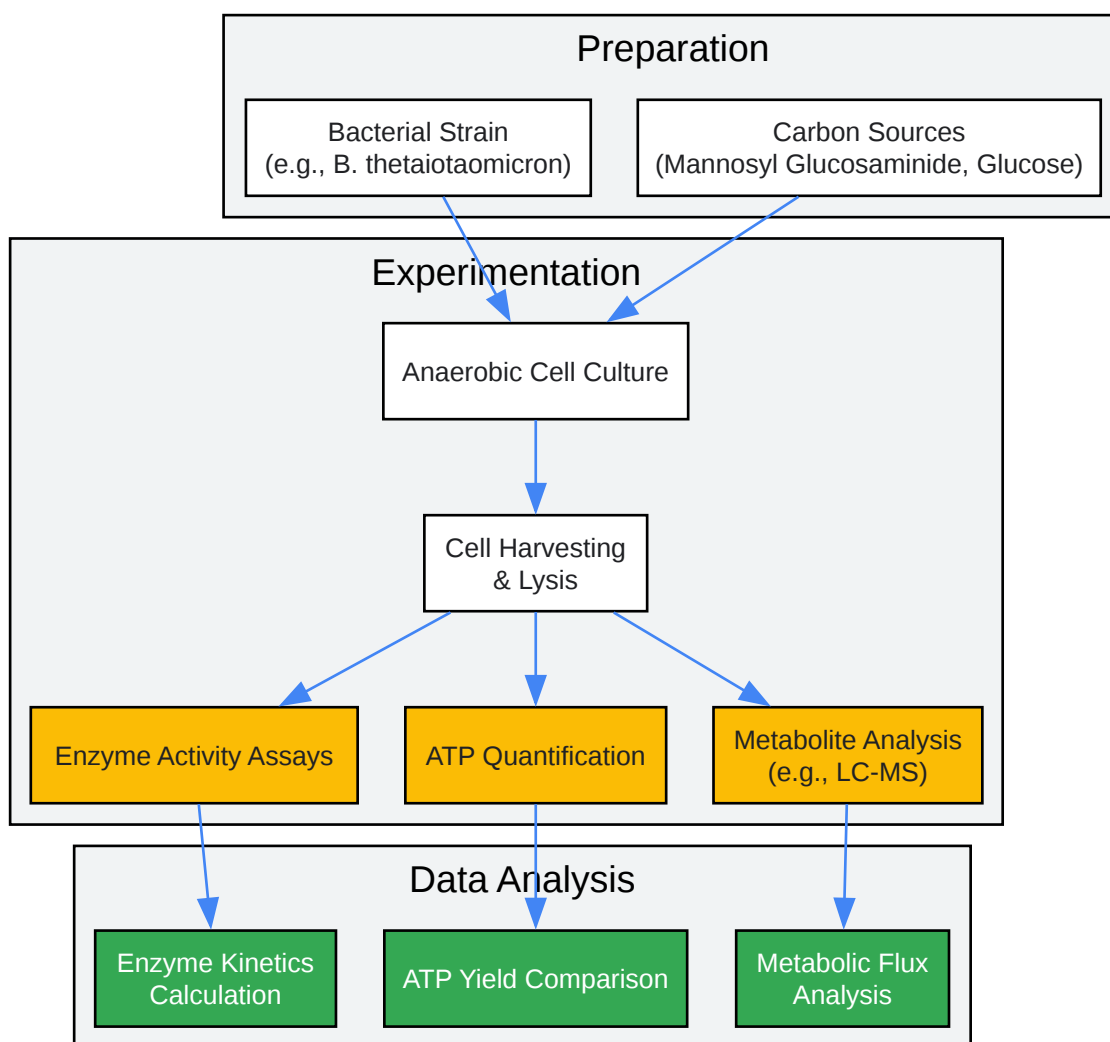 Preparation
Bacterial Strain
(e.g., B. thetaiotaomicron)
Carbon Sources
(Mannosyl Glucosaminide, Glucose)
Experimentation
Anaerobic Cell Culture
Cell Harvesting
& Lysis
Enzyme Activity Assays
ATP Quantification
Metabolite Analysis
(e.g., LC-MS)
Data Analysis
Enzyme Kinetics
Calculation
ATP Yield Comparison
Metabolic Flux
Analysis